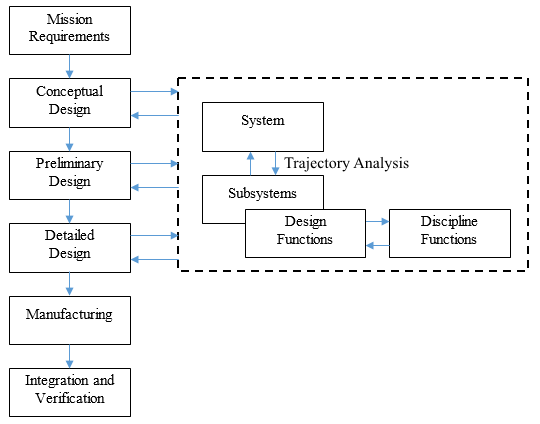 Mission
Requirements
Conceptual
Design
Preliminary
Design
Detailed
Design
Manufacturing
Integration and
Verification
System
Trajectory Analysis
Subsystems
Design
Functions
Discipline
Functions